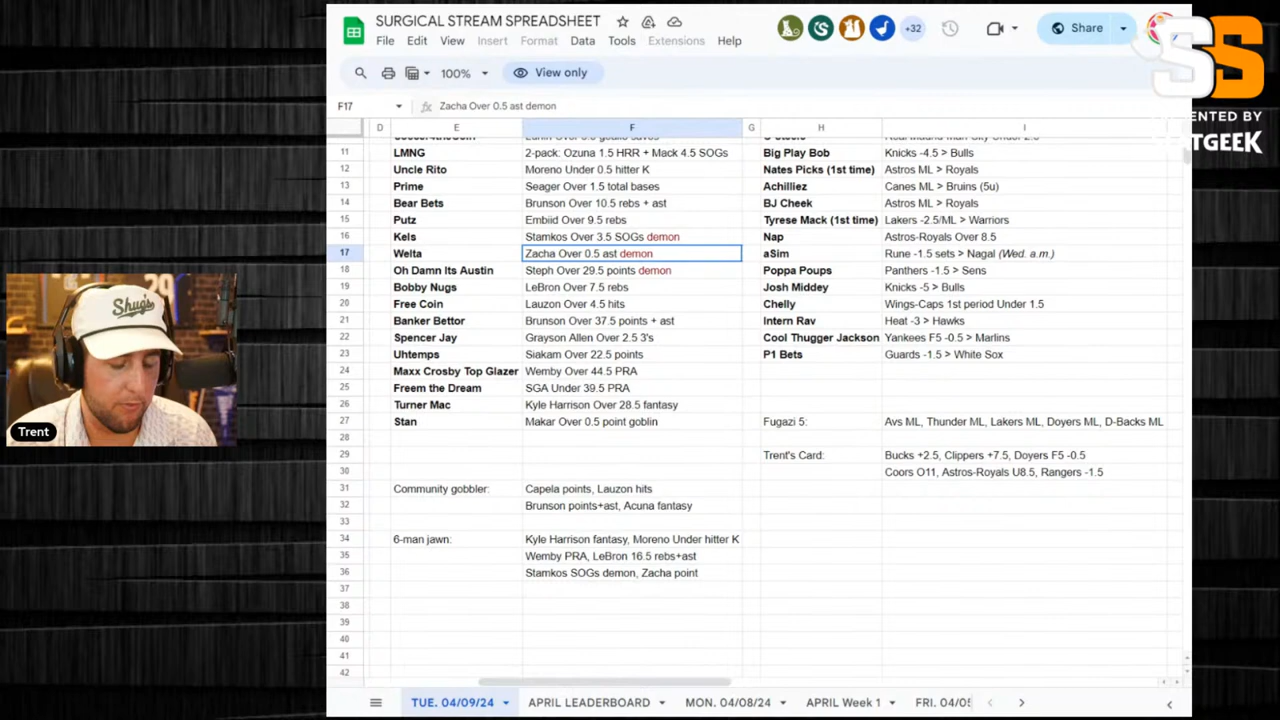 SURGICAL STREAM SPREADSHEET
+32
Share
File Edit View Insert Format Data Tools Extensions Help
100% View only
F17 fx Zacha Over 0.5 ast demon
D E F G H I
11 LMNG 2-pack: Ozuna 1.5 HRR + Mack 4.5 SOGs Big Play Bob Knicks -4.5 > Bulls
12 Uncle Rito Moreno Under 0.5 hitter K Nates Picks (1st time) Astros ML > Royals
13 Prime Seager Over 1.5 total bases Achilliez Canes ML > Bruins (5u)
14 Bear Bets Brunson Over 10.5 rebs + ast BJ Cheek Astros ML > Royals
15 Putz Embiid Over 9.5 rebs Tyrese Mack (1st time) Lakers -2.5/ML > Warriors
16 Kels Stamkos Over 3.5 SOGs demon Nap Astros-Royals Over 8.5
17 Welta Zacha Over 0.5 ast demon aSim Rune -1.5 sets > Nagal (Wed. a.m.)
18 Oh Damn Its Austin Steph Over 29.5 points demon Poppa Poups Panthers -1.5 > Sens
19 Bobby Nugs LeBron Over 7.5 rebs Josh Middey Knicks -5 > Bulls
20 Free Coin Lauzon Over 4.5 hits Chelly Wings-Caps 1st period Under 1.5
21 Banker Bettor Brunson Over 37.5 points + ast Intern Rav Heat -3 > Hawks
22 Spencer Jay Grayson Allen Over 2.5 3's Cool Thugger Jackson Yankees F5 -0.5 > Marlins
23 Uhtemps Siakam Over 22.5 points P1 Bets Guards -1.5 > White Sox
24 Maxx Crosby Top Glazer Wemby Over 44.5 PRA
25 Freem the Dream SGA Under 39.5 PRA
26 Turner Mac Kyle Harrison Over 28.5 fantasy
27 Stan Makar Over 0.5 point goblin Fugazi 5: Avs ML, Thunder ML, Lakers ML, Doyers ML, D-Backs ML
28
29 Trent's Card: Bucks +2.5, Clippers +7.5, Doyers F5 -0.5
30 Coors O11, Astros-Royals U8.5, Rangers -1.5
31 Community gobbler: Capela points, Lauzon hits
32 Brunson points+ast, Acuna fantasy
33
34 6-man jawn: Kyle Harrison fantasy, Moreno Under hitter K
35 Wemby PRA, LeBron 16.5 rebs+ast
36 Stamkos SOGs demon, Zacha point
37
38
39
40
41
42
TUE. 04/09/24 APRIL LEADERBOARD MON. 04/08/24 APRIL Week 1 FRI. 04/05
Shugs
Trent
SS